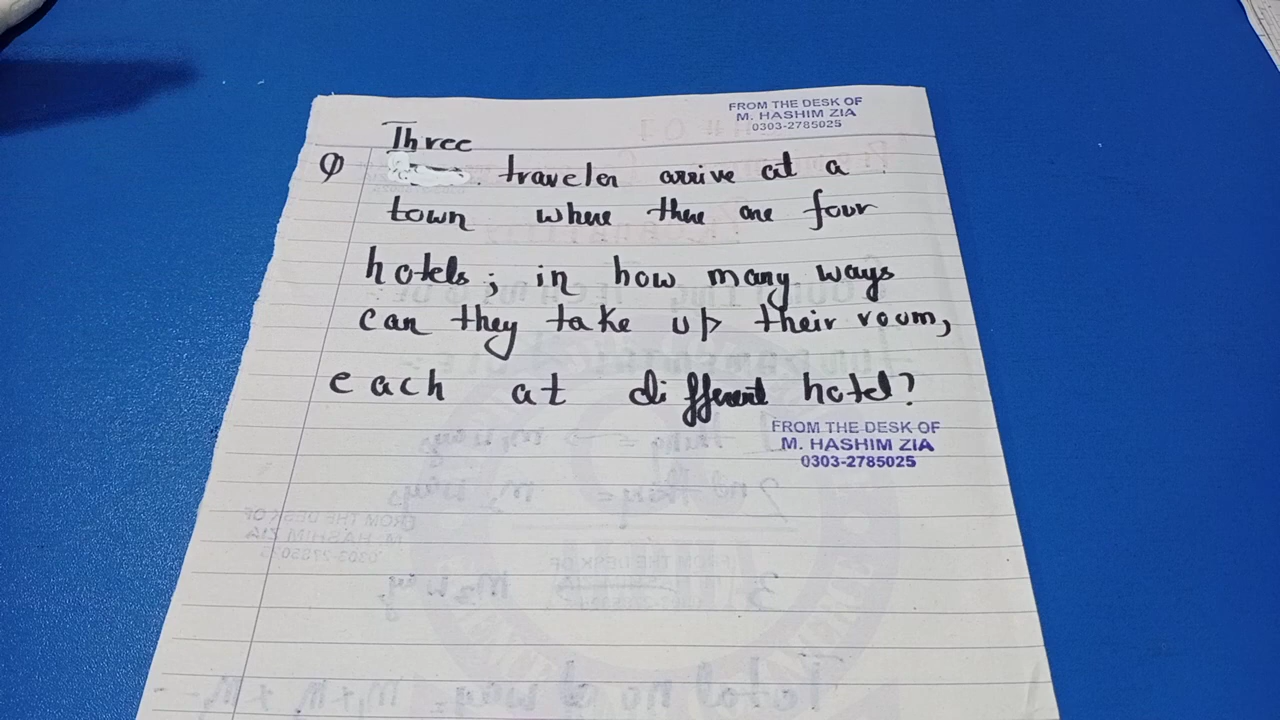 FROM THE DESK OF
M. HASHIM ZIA
0303-2785025
Three
Q traveler arrive at a
town where there are four
hotels; in how many ways
can they take up their room,
each at different hotel?
FROM THE DESK OF
M. HASHIM ZIA
0303-2785025